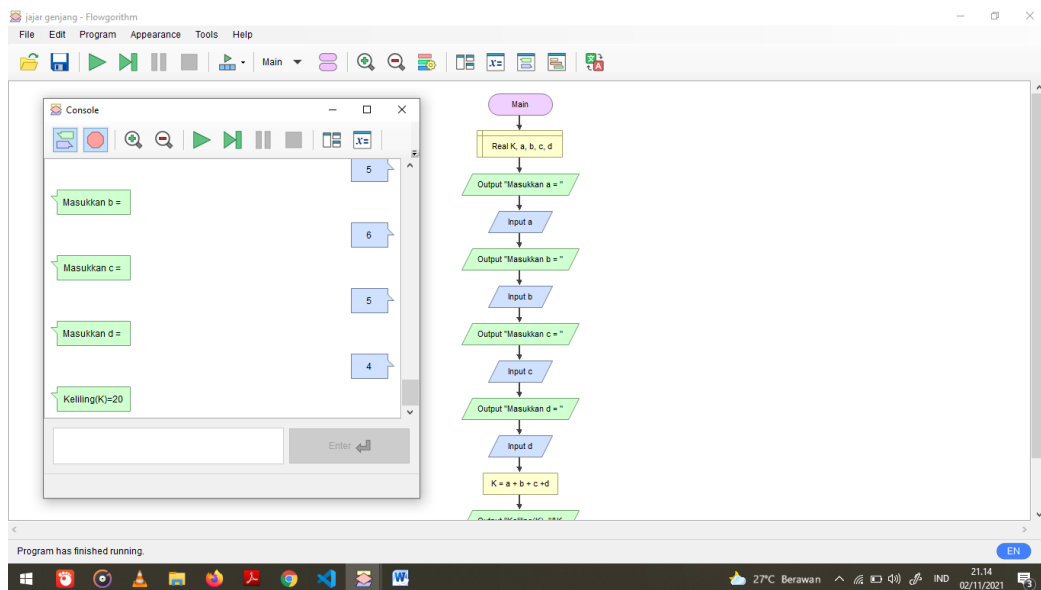 jajar genjang - Flowgorithm
File Edit Program Appearance Tools Help
Main
Console
x=
5
Masukkan b =
6
Masukkan c =
5
Masukkan d =
4
Keliling(K)=20
Enter
Main
Real K, a, b, c, d
Output "Masukkan a = "
Input a
Output "Masukkan b = "
Input b
Output "Masukkan c = "
Input c
Output "Masukkan d = "
Input d
K = a + b + c +d
Program has finished running.
EN
27°C Berawan
IND
21.14
02/11/2021